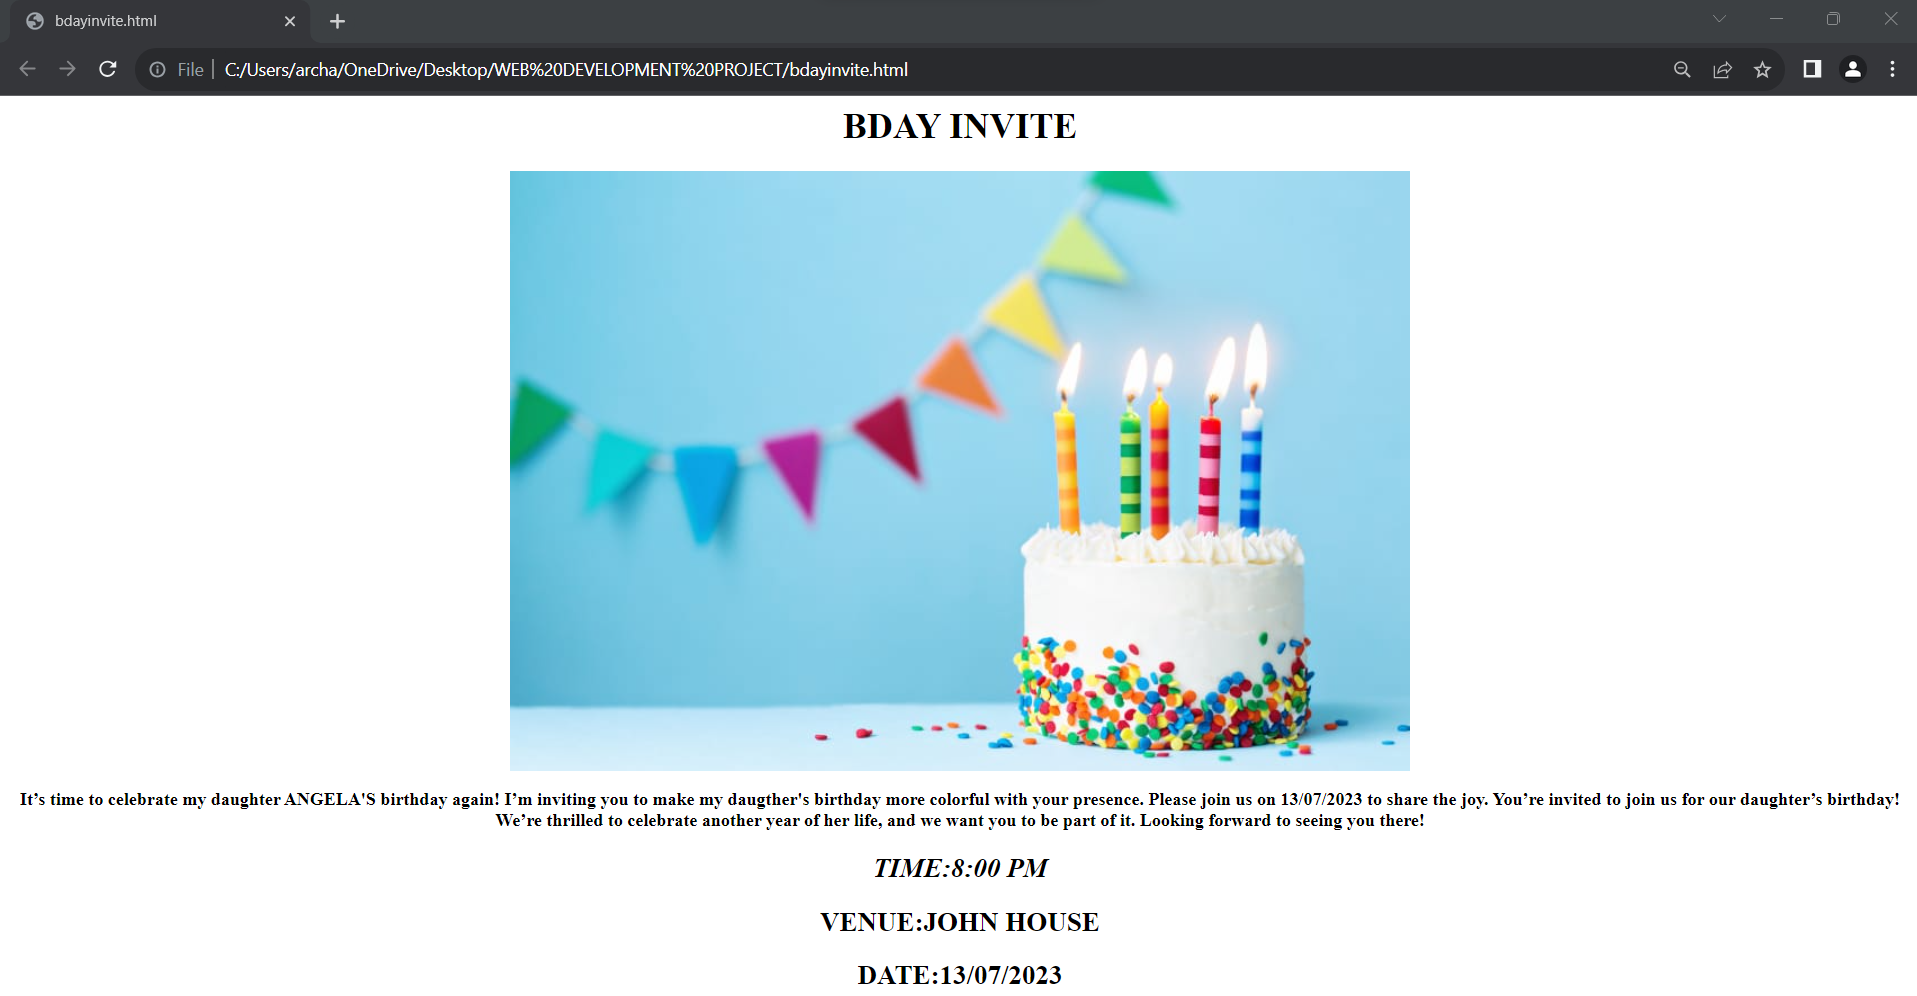 bdayinvite.html
File
C:/Users/archa/OneDrive/Desktop/WEB%20DEVELOPMENT%20PROJECT/bdayinvite.html
BDAY INVITE
It’s time to celebrate my daughter ANGELA'S birthday again! I’m inviting you to make my daugther's birthday more colorful with your presence. Please join us on 13/07/2023 to share the joy. You’re invited to join us for our daughter’s birthday!
We’re thrilled to celebrate another year of her life, and we want you to be part of it. Looking forward to seeing you there!
TIME:8:00 PM
VENUE:JOHN HOUSE
DATE:13/07/2023